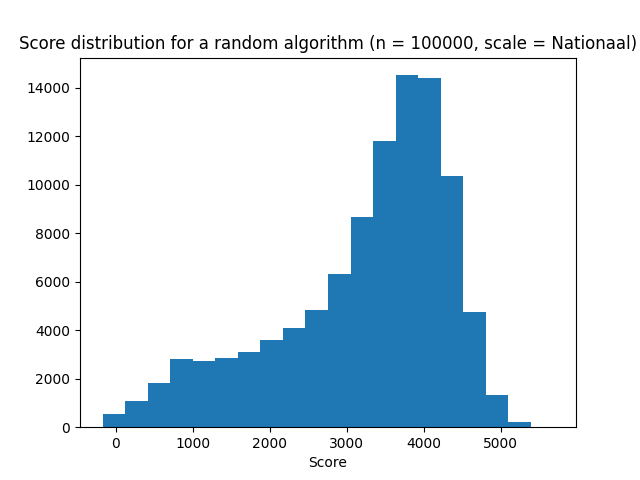 Score distribution for a random algorithm (n = 100000, scale = Nationaal)
14000
12000
10000
8000
6000
4000
2000
0
0 1000 2000 3000 4000 5000
Score